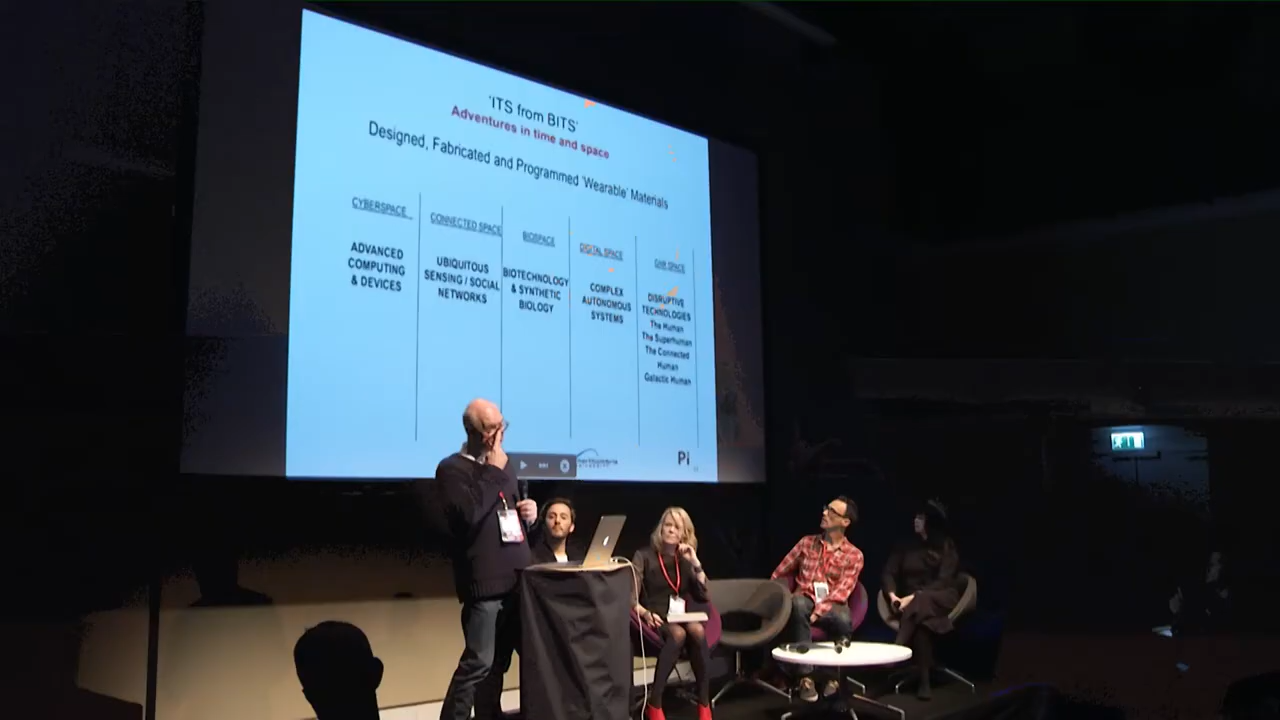 'ITS from BITS'
Adventures in time and space
Designed, Fabricated and Programmed 'Wearable' Materials
CYBERSPACE
ADVANCED
COMPUTING
& DEVICES
CONNECTED SPACE
UBIQUITOUS
SENSING / SOCIAL
NETWORKS
BIOSPACE
BIOTECHNOLOGY
& SYNTHETIC
BIOLOGY
DIGITAL SPACE
COMPLEX
AUTONOMOUS
SYSTEMS
OUR SPACE
DISRUPTIVE
TECHNOLOGIES
The Human
The Superhuman
The Connected
Human
Galactic Human
Pi